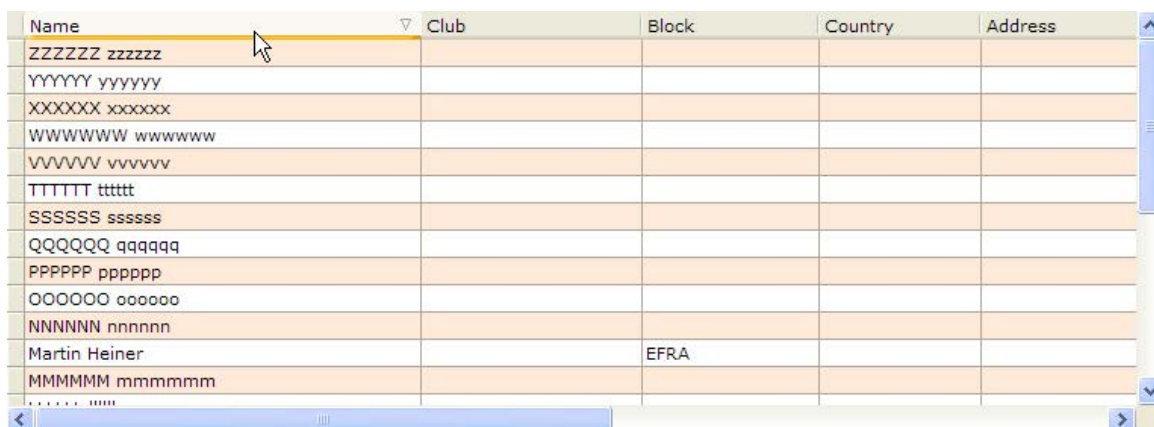 Name Club Block Country Address
ZZZZZZ zzzzzz
YYYYYY yyyyyy
XXXXXX xxxxxx
WWWWWW wwwwww
VVVVVV vvvvvv
TTTTTT tttttt
SSSSSS ssssss
QQQQQQ qqqqqq
PPPPPP pppppp
OOOOOO oooooo
NNNNNN nnnnnn
Martin Heiner EFRA
MMMMMM mmmmmm